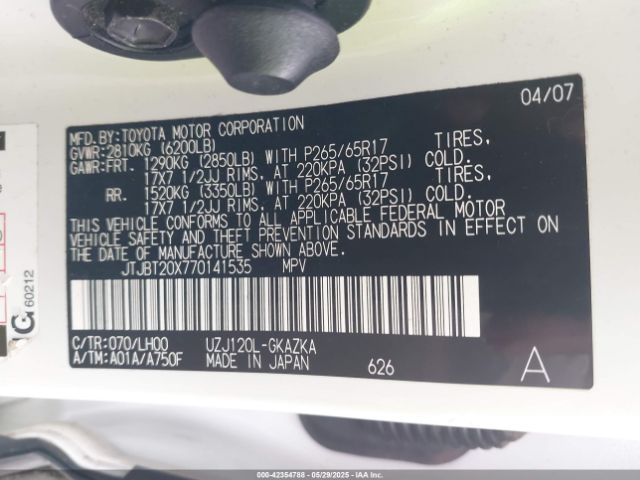 04/07
MFD. BY: TOYOTA MOTOR CORPORATION
GVWR: 2810KG (6200LB)
GAWR: FRT. 1290KG (2850LB) WITH P265/65R17 TIRES,
17X7 1/2JJ RIMS, AT 220KPA (32PSI) COLD.
RR. 1520KG (3350LB) WITH P265/65R17 TIRES,
17X7 1/2JJ RIMS, AT 220KPA (32PSI) COLD.
THIS VEHICLE CONFORMS TO ALL APPLICABLE FEDERAL MOTOR
VEHICLE SAFETY AND THEFT PREVENTION STANDARDS IN EFFECT ON
THE DATE OF MANUFACTURE SHOWN ABOVE.
JTJBT20X770141535 MPV
C/TR: 070/LH00 UZJ120L-GKAZKA
A/TM: A01A/A750F MADE IN JAPAN
626 A
G 60212
000-42354788 05/29/2025 IAAI.COM